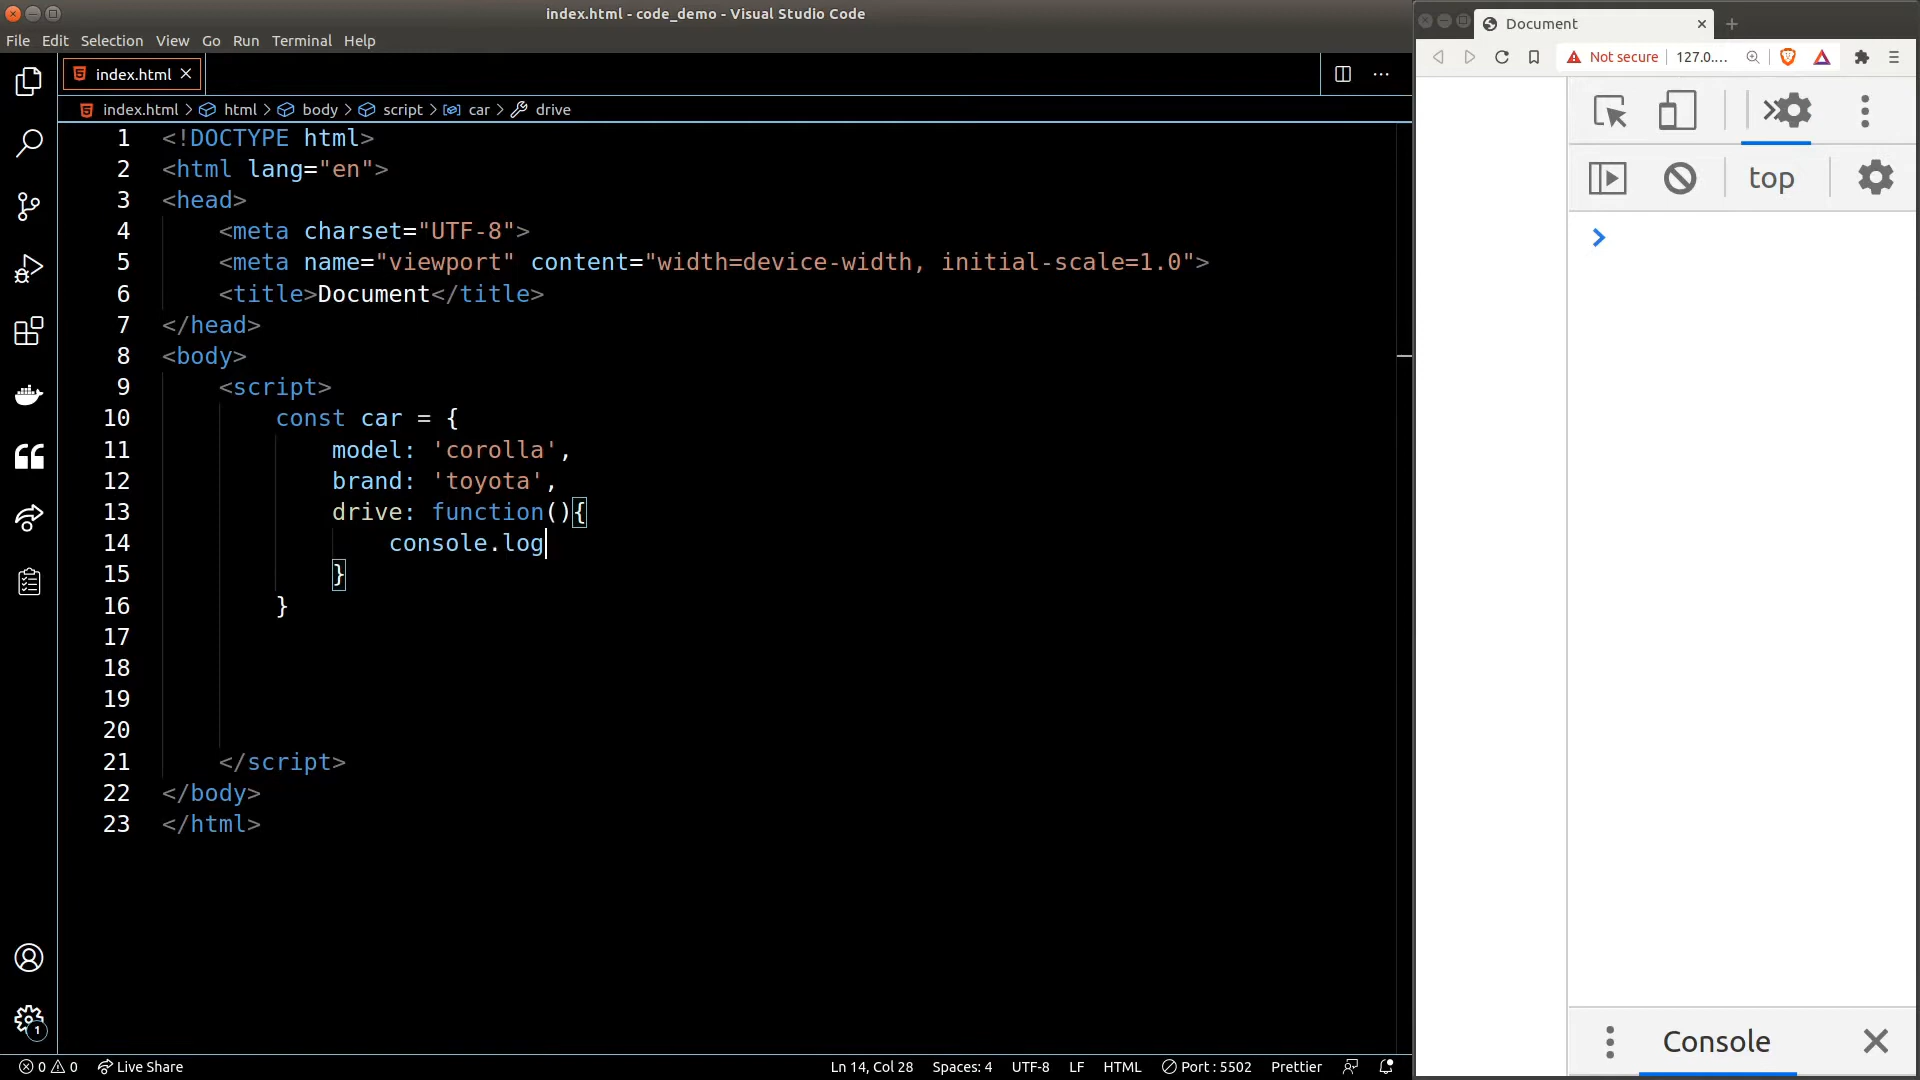 index.html - code_demo - Visual Studio Code
File Edit Selection View Go Run Terminal Help
index.html
index.html > html > body > script > car > drive
1 <!DOCTYPE html>
2 <html lang="en">
3 <head>
4 <meta charset="UTF-8">
5 <meta name="viewport" content="width=device-width, initial-scale=1.0">
6 <title>Document</title>
7 </head>
8 <body>
9 <script>
10 const car = {
11 model: 'corolla',
12 brand: 'toyota',
13 drive: function(){
14 console.log
15 }
16 }
17
18
19
20
21 </script>
22 </body>
23 </html>
1
0 0 Live Share Ln 14, Col 28 Spaces: 4 UTF-8 LF HTML Port : 5502 Prettier
Document
Not secure 127.0....
top
Console